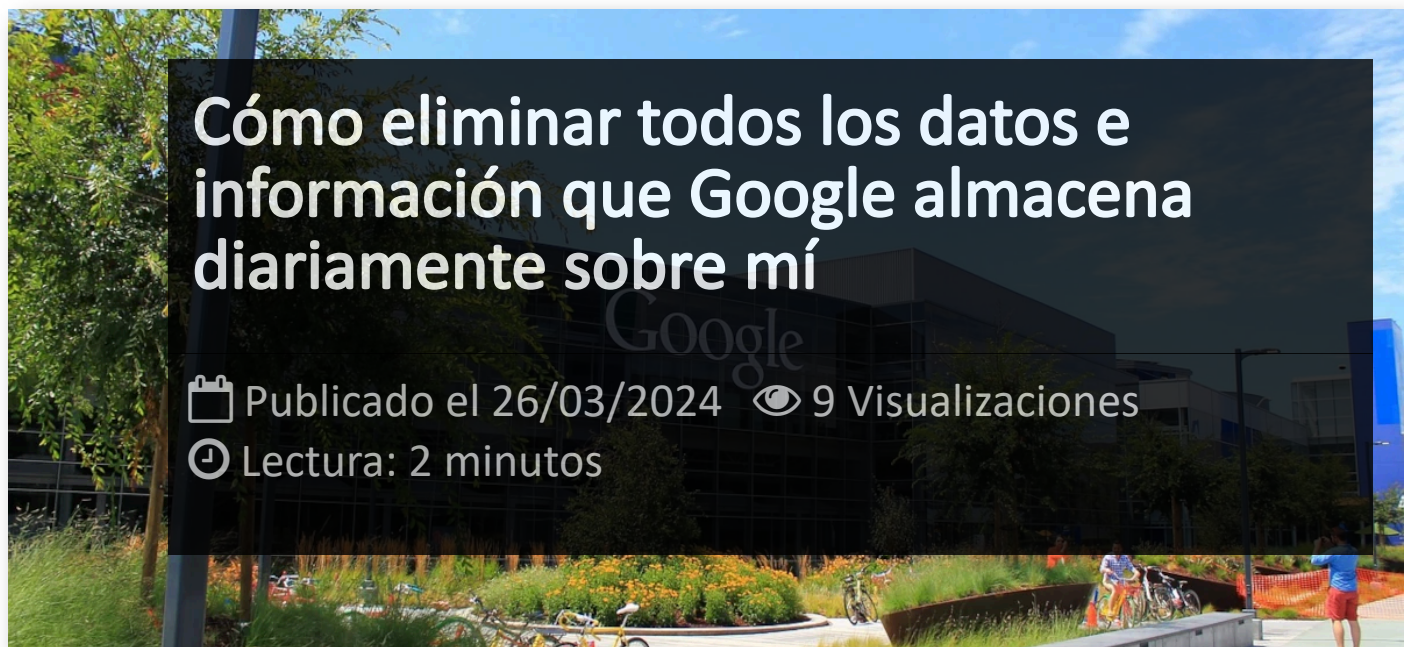 Cómo eliminar todos los datos e
información que Google almacena
diariamente sobre mí
Google
Publicado el 26/03/2024 9 Visualizaciones
Lectura: 2 minutos